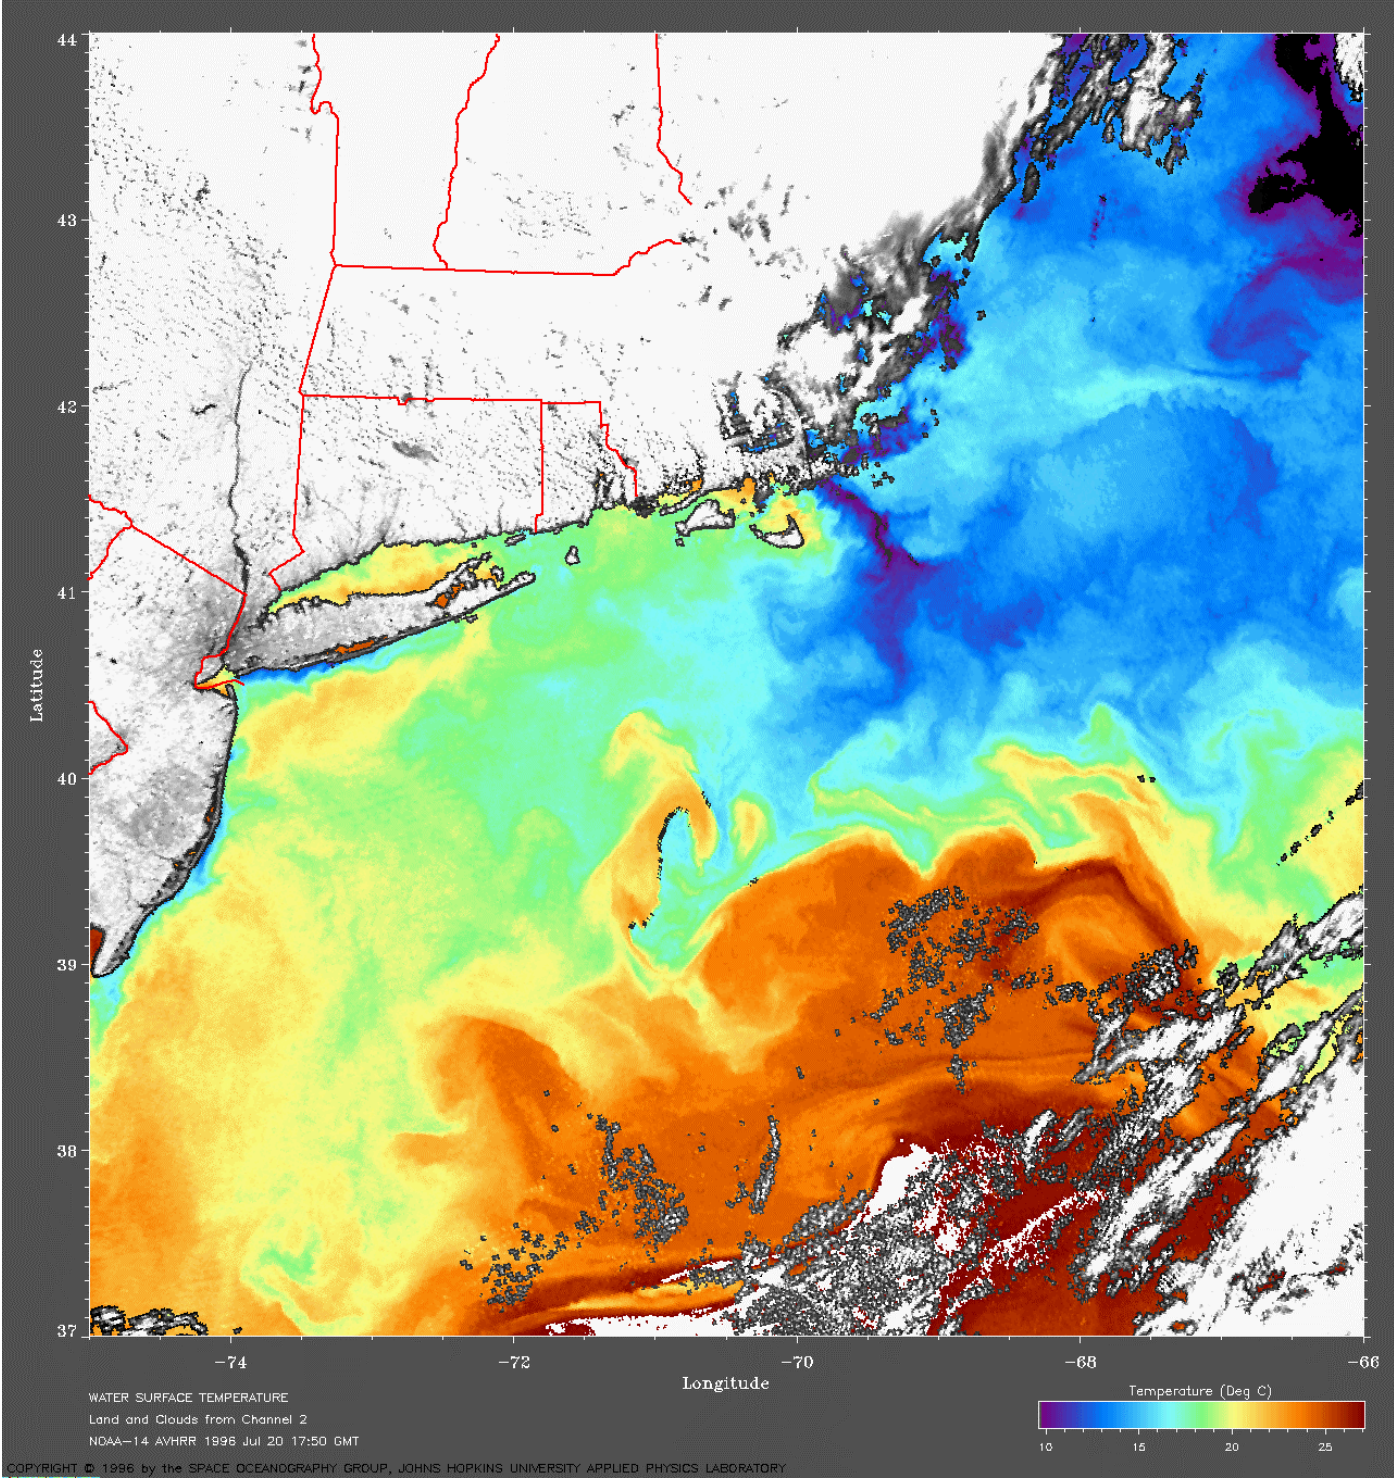 44
43
42
41
40
39
38
37
Latitude
-74 -72 -70 -68 -66
Longitude
WATER SURFACE TEMPERATURE
Land and Clouds from Channel 2
NOAA-14 AVHRR 1996 Jul 20 17:50 GMT
Temperature (Deg C)
10 15 20 25
COPYRIGHT © 1996 by the SPACE OCEANOGRAPHY GROUP, JOHNS HOPKINS UNIVERSITY APPLIED PHYSICS LABORATORY